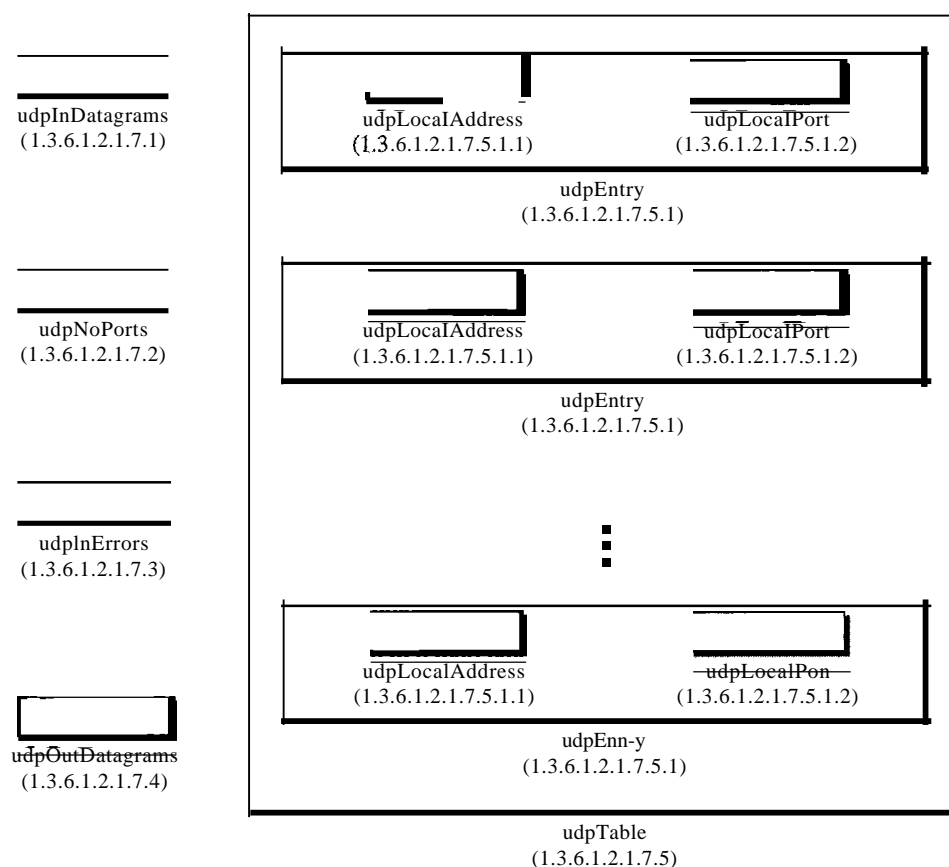 udpInDatagrams
(1.3.6.1.2.1.7.1)
udpLocaIAddress
(1.3.6.1.2.1.7.5.1.1)
udpLocaIPort
(1.3.6.1.2.1.7.5.1.2)
udpEntry
(1.3.6.1.2.1.7.5.1)
udpNoPorts
(1.3.6.1.2.1.7.2)
udpLocaIAddress
(1.3.6.1.2.1.7.5.1.1)
udpLocaIPort
(1.3.6.1.2.1.7.5.1.2)
udpEntry
(1.3.6.1.2.1.7.5.1)
udplnErrors
(1.3.6.1.2.1.7.3)
udpLocalAddress
(1.3.6.1.2.1.7.5.1.1)
udpLocalPon
(1.3.6.1.2.1.7.5.1.2)
udpEnn-y
(1.3.6.1.2.1.7.5.1)
udpOutDatagrams
(1.3.6.1.2.1.7.4)
udpTable
(1.3.6.1.2.1.7.5)